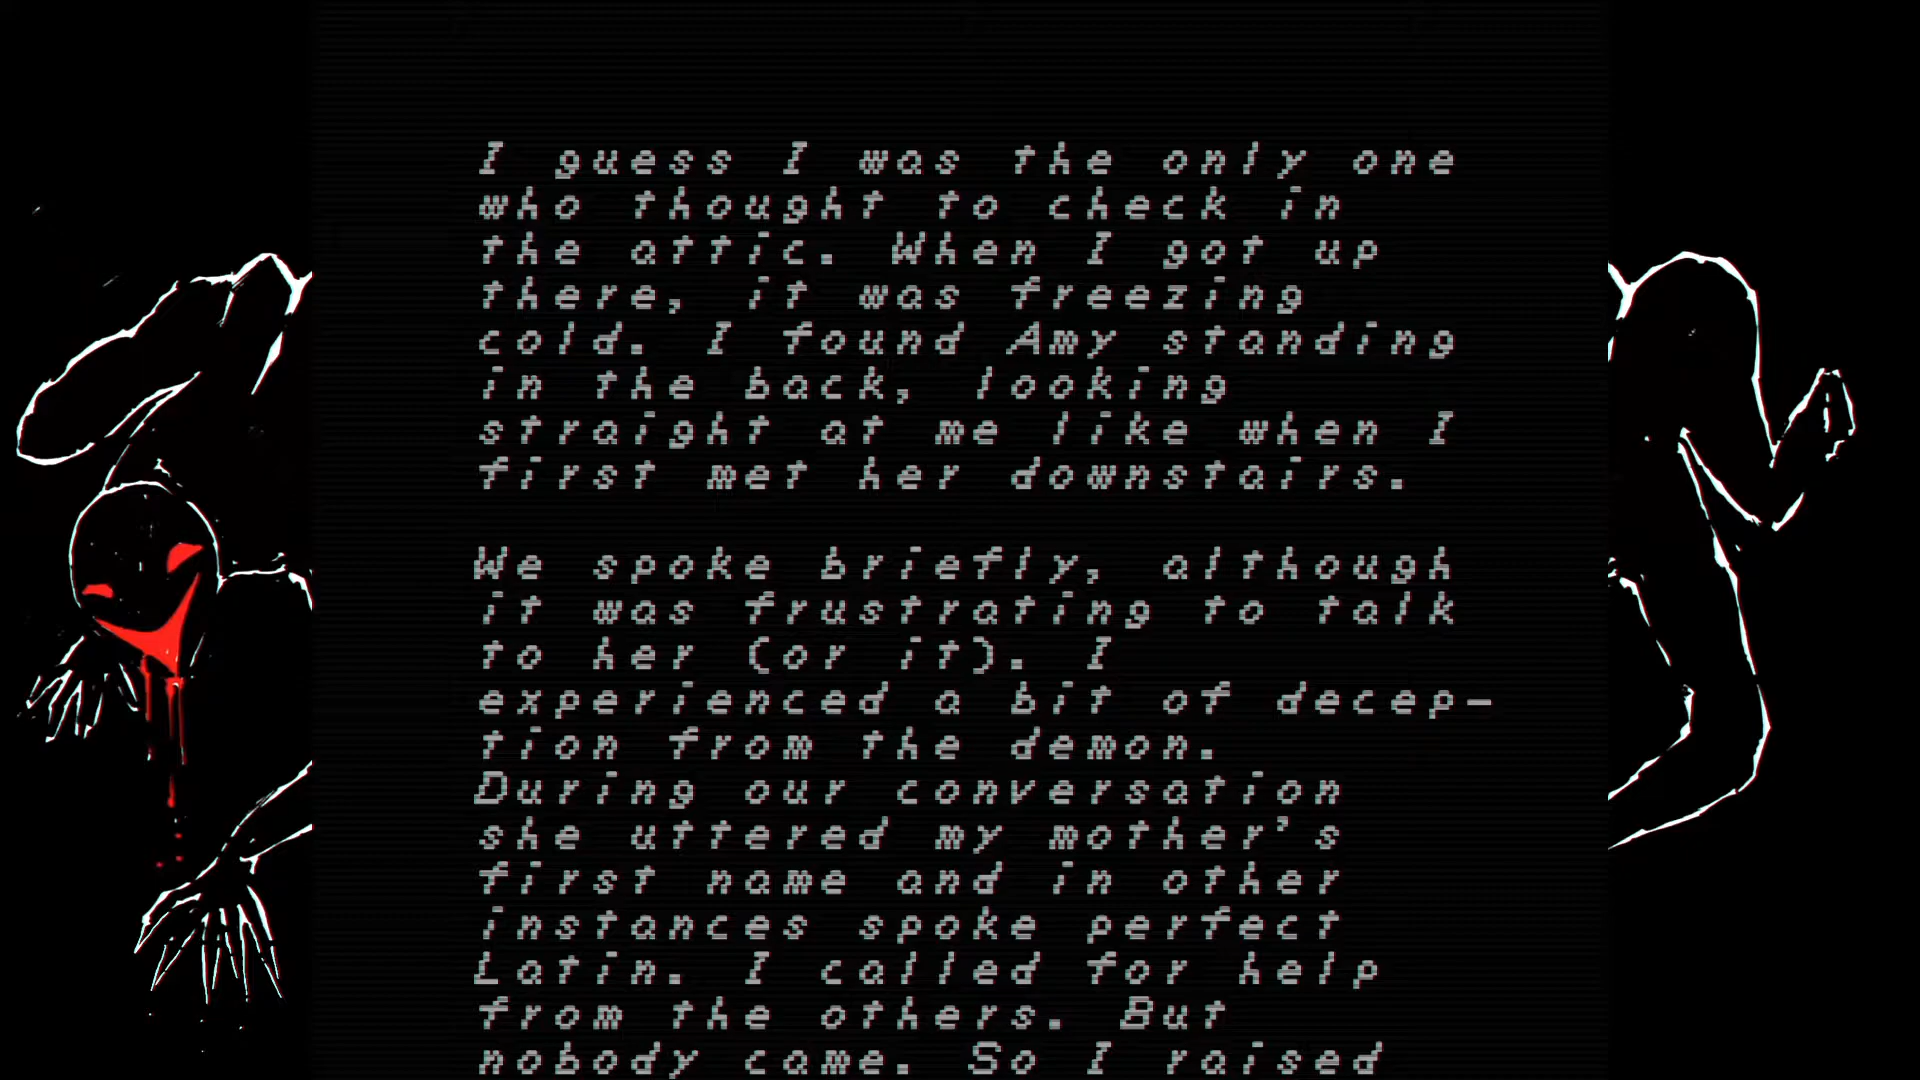 I guess I was the only one
who thought to check in
the attic. When I got up
there, it was freezing
cold. I found Amy standing
in the back, looking
straight at me like when I
first met her downstairs.
We spoke briefly, although
it was frustrating to talk
to her (or it). I
experienced a bit of decep-
tion from the demon.
During our conversation
she uttered my mother's
first name and in other
instances spoke perfect
Latin. I called for help
from the others. But
nobody came. So I raised